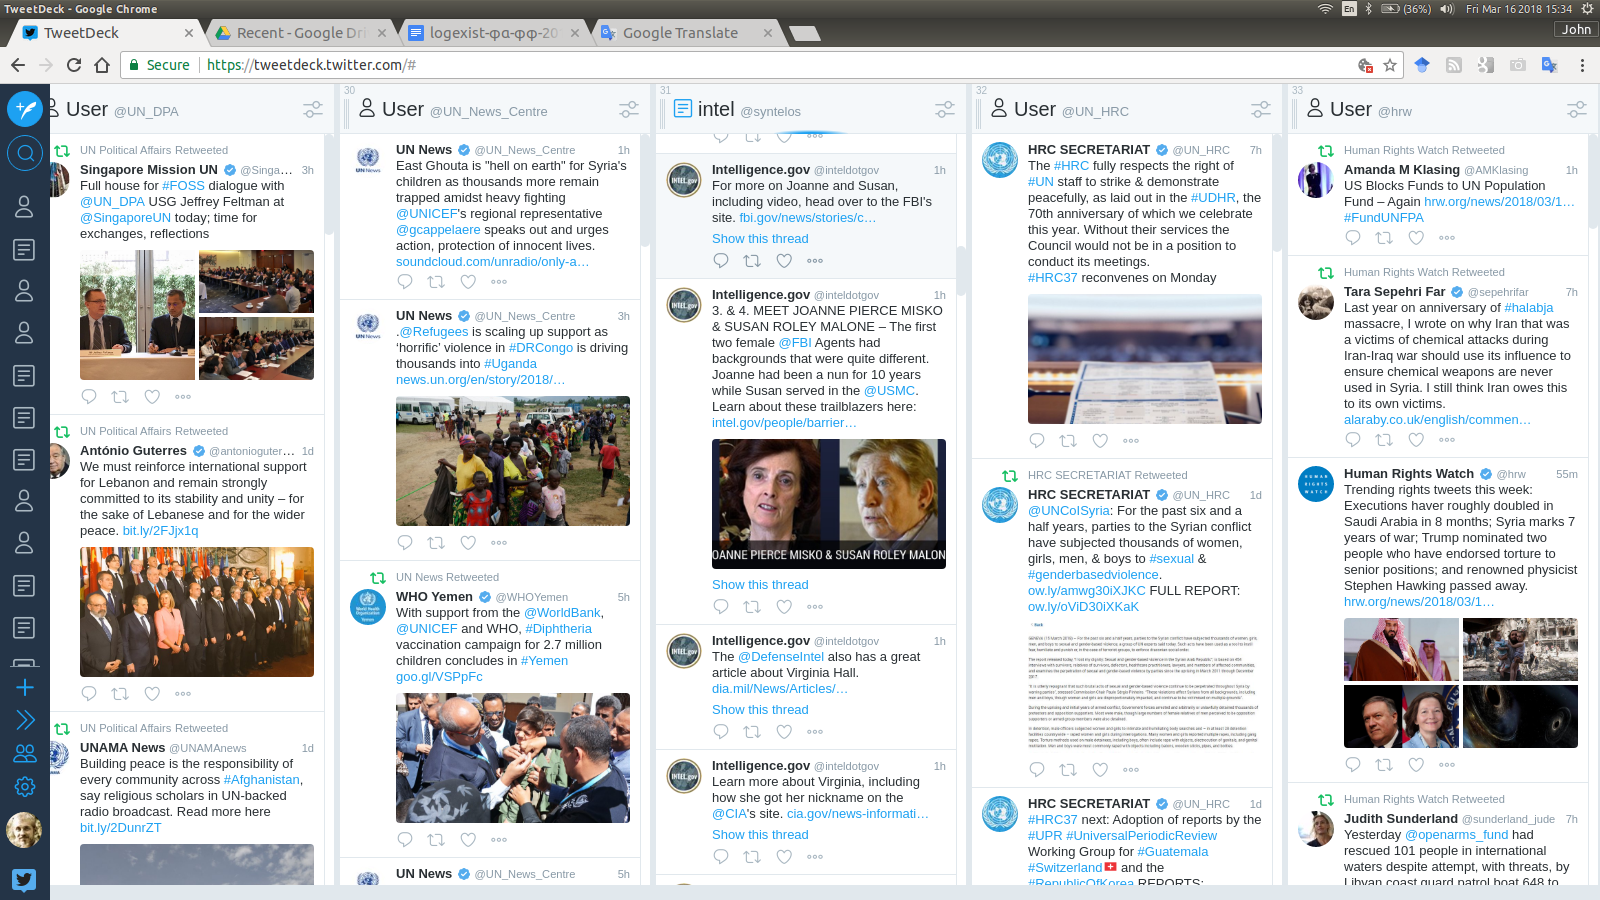 TweetDeck - Google Chrome
En
(36%)
Fri Mar 16 2018 15:34
TweetDeck
Recent - Google Dri
logexist-φα-φφ-20
Google Translate
John
Secure
https://tweetdeck.twitter.com/#
User @UN_DPA
UN Political Affairs Retweeted
Singapore Mission UN @Singa... 3h
Full house for #FOSS dialogue with
@UN_DPA USG Jeffrey Feltman at
@SingaporeUN today; time for
exchanges, reflections
UN Political Affairs Retweeted
António Guterres @antonioguter... 1d
We must reinforce international support
for Lebanon and remain strongly
committed to its stability and unity – for
the sake of Lebanese and for the wider
peace. bit.ly/2FJjx1q
UN Political Affairs Retweeted
UNAMA News @UNAMAnews 1d
Building peace is the responsibility
of every community across #Afghanistan,
say religious scholars in UN-backed
radio broadcast. Read more here
bit.ly/2DunrZT
30
User @UN_News_Centre
UN News @UN_News_Centre 1h
East Ghouta is "hell on earth" for Syria's
children as thousands more remain
trapped amidst heavy fighting
@UNICEF's regional representative
@gcappelaere speaks out and urges
action, protection of innocent lives.
soundcloud.com/unradio/only-a…
UN News @UN_News_Centre 3h
.@Refugees is scaling up support as
‘horrific’ violence in #DRCongo is driving
thousands into #Uganda
news.un.org/en/story/2018/…
UN News Retweeted
WHO Yemen @WHOYemen 5h
With support from the @WorldBank,
@UNICEF and WHO, #Diphtheria
vaccination campaign for 2.7 million
children concludes in #Yemen
goo.gl/VSPpFc
UN News @UN_News_Centre 5h
31
intel @syntelos
Intelligence.gov @inteldotgov 1h
For more on Joanne and Susan,
including video, head over to the FBI's
site. fbi.gov/news/stories/c…
Show this thread
Intelligence.gov @inteldotgov 1h
3. & 4. MEET JOANNE PIERCE MISKO
& SUSAN ROLEY MALONE – The first
two female @FBI Agents had
backgrounds that were quite different.
Joanne had been a nun for 10 years
while Susan served in the @USMC.
Learn about these trailblazers here:
intel.gov/people/barrier…
OANNE PIERCE MISKO & SUSAN ROLEY MALON
Show this thread
Intelligence.gov @inteldotgov 1h
The @DefenseIntel also has a great
article about Virginia Hall.
dia.mil/News/Articles/…
Show this thread
Intelligence.gov @inteldotgov 1h
Learn more about Virginia, including
how she got her nickname on the
@CIA's site. cia.gov/news-informati…
Show this thread
32
User @UN_HRC
HRC SECRETARIAT @UN_HRC 7h
The #HRC fully respects the right of
#UN staff to strike & demonstrate
peacefully, as laid out in the #UDHR, the
70th anniversary of which we celebrate
this year. Without their services the
Council would not be in a position to
conduct its meetings.
#HRC37 reconvenes on Monday
HRC SECRETARIAT Retweeted
HRC SECRETARIAT @UN_HRC 1d
@UNCoISyria: For the past six and a
half years, parties to the Syrian conflict
have subjected thousands of women,
girls, men, & boys to #sexual &
#genderbasedviolence.
ow.ly/amwg30iXJKC FULL REPORT:
ow.ly/oViD30iXKaK
HRC SECRETARIAT @UN_HRC 1d
#HRC37 next: Adoption of reports by the
#UPR #UniversalPeriodicReview
Working Group for #Guatemala
#Switzerland and the
#RepublicOfKorea REPORTS:
33
User @hrw
Human Rights Watch Retweeted
Amanda M Klasing @AMKlasing 1h
US Blocks Funds to UN Population
Fund – Again hrw.org/news/2018/03/1…
#FundUNFPA
Human Rights Watch Retweeted
Tara Sepehri Far @sepehrifar 7h
Last year on anniversary of #halabja
massacre, I wrote on why Iran that was
a victims of chemical attacks during
Iran-Iraq war should use its influence to
ensure chemical weapons are never
used in Syria. I still think Iran owes this
to its own victims.
alaraby.co.uk/english/commen…
Human Rights Watch @hrw 55m
Trending rights tweets this week:
Executions haver roughly doubled in
Saudi Arabia in 8 months; Syria marks 7
years of war; Trump nominated two
people who have endorsed torture to
senior positions; and renowned physicist
Stephen Hawking passed away.
hrw.org/news/2018/03/1…
Human Rights Watch Retweeted
Judith Sunderland @sunderland_jude 7h
Yesterday @openarms_fund had
rescued 101 people in international
waters despite attempt, with threats, by
Libyan coast guard patrol boat 648 to